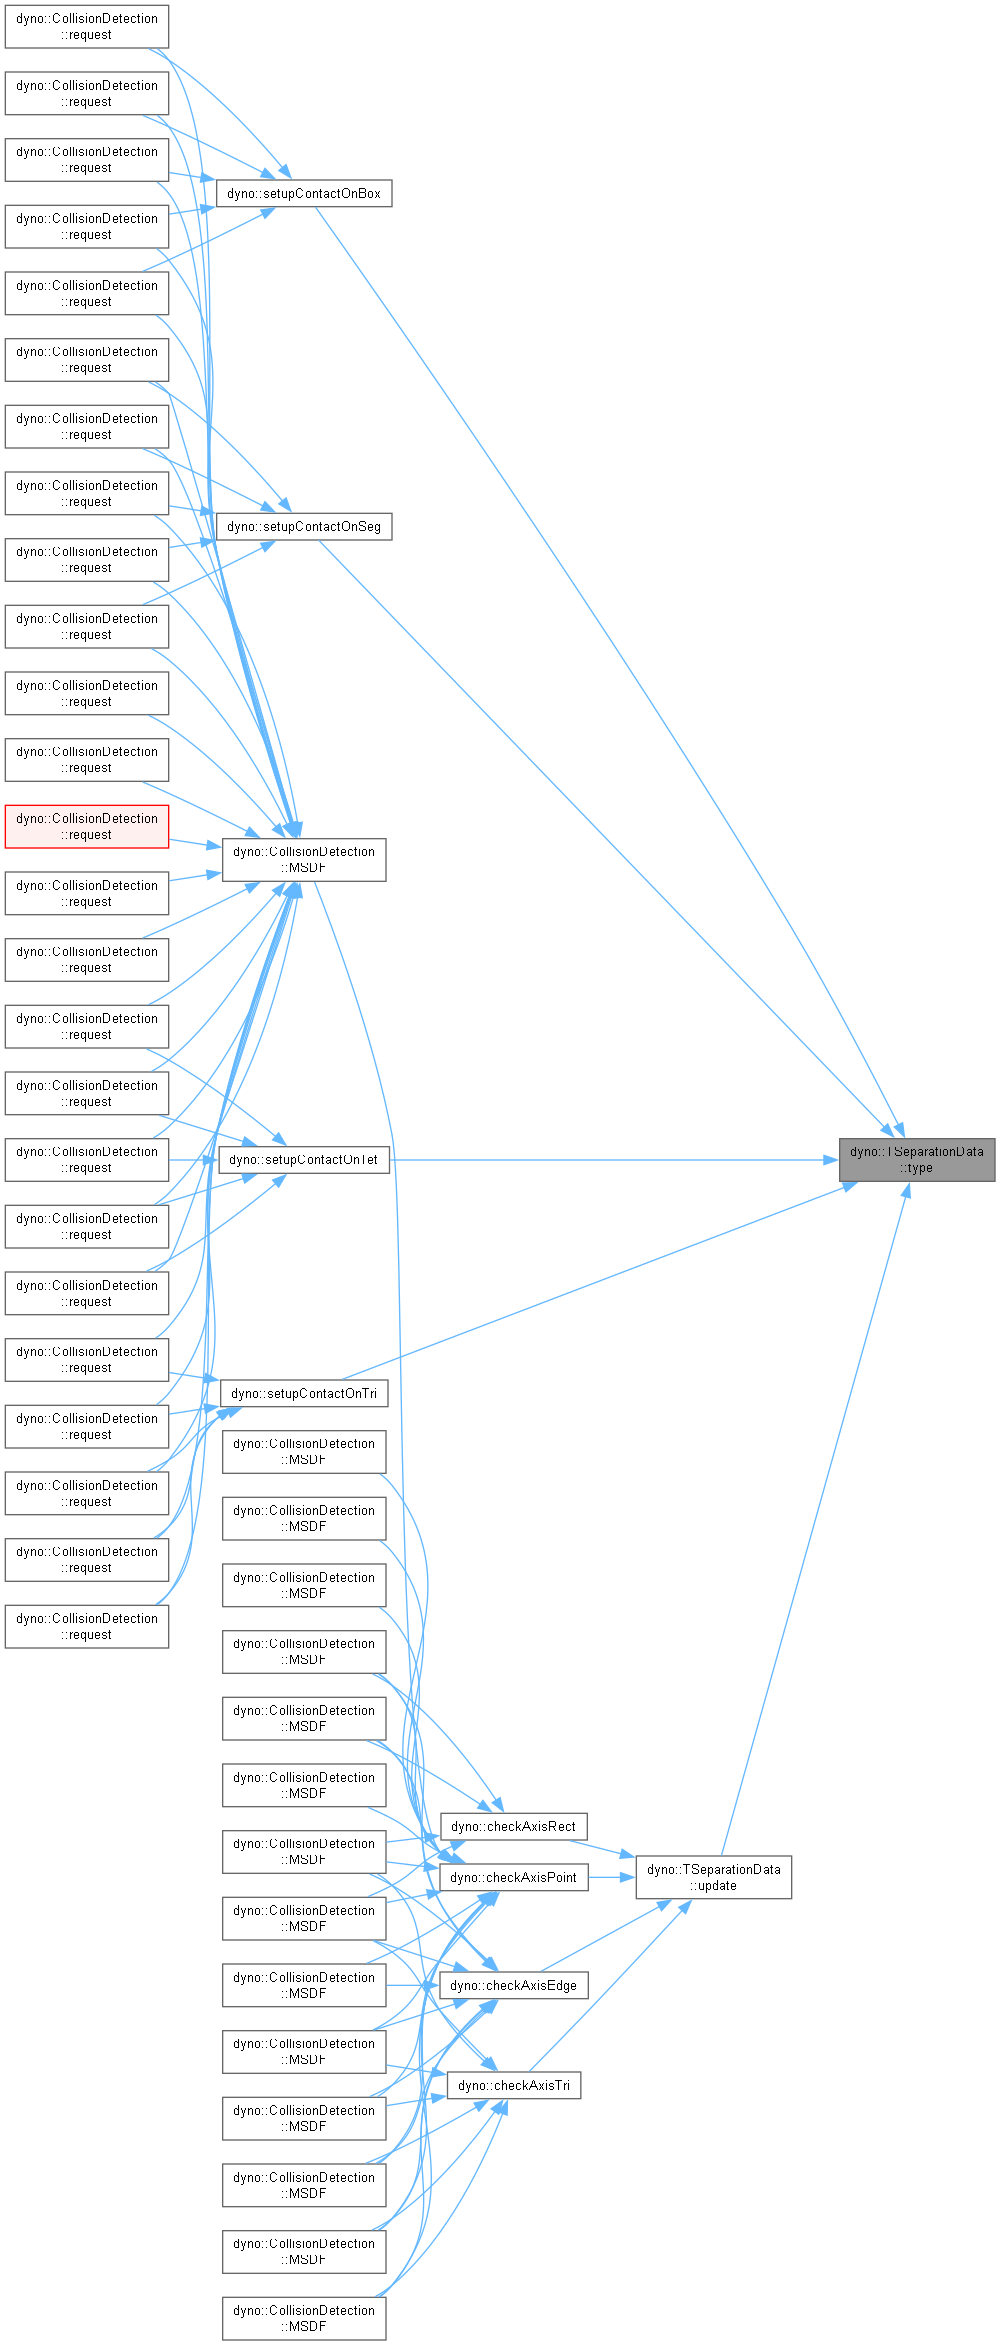 dyno::CollisionDetection
::request
dyno::CollisionDetection
::request
dyno::CollisionDetection
::request
dyno::CollisionDetection
::request
dyno::CollisionDetection
::request
dyno::CollisionDetection
::request
dyno::CollisionDetection
::request
dyno::CollisionDetection
::request
dyno::CollisionDetection
::request
dyno::CollisionDetection
::request
dyno::CollisionDetection
::request
dyno::CollisionDetection
::request
dyno::CollisionDetection
::request
dyno::CollisionDetection
::request
dyno::CollisionDetection
::request
dyno::CollisionDetection
::request
dyno::CollisionDetection
::request
dyno::CollisionDetection
::request
dyno::CollisionDetection
::request
dyno::CollisionDetection
::request
dyno::CollisionDetection
::request
dyno::CollisionDetection
::request
dyno::CollisionDetection
::request
dyno::CollisionDetection
::request
dyno::CollisionDetection
::request
dyno::setupContactOnBox
dyno::setupContactOnSeg
dyno::CollisionDetection
::MSDF
dyno::setupContactOnTet
dyno::setupContactOnTri
dyno::CollisionDetection
::MSDF
dyno::CollisionDetection
::MSDF
dyno::CollisionDetection
::MSDF
dyno::CollisionDetection
::MSDF
dyno::CollisionDetection
::MSDF
dyno::CollisionDetection
::MSDF
dyno::CollisionDetection
::MSDF
dyno::CollisionDetection
::MSDF
dyno::CollisionDetection
::MSDF
dyno::CollisionDetection
::MSDF
dyno::CollisionDetection
::MSDF
dyno::CollisionDetection
::MSDF
dyno::CollisionDetection
::MSDF
dyno::CollisionDetection
::MSDF
dyno::checkAxisRect
dyno::checkAxisPoint
dyno::checkAxisEdge
dyno::checkAxisTri
dyno::TSeparationData
::update
dyno::TSeparationData
::type